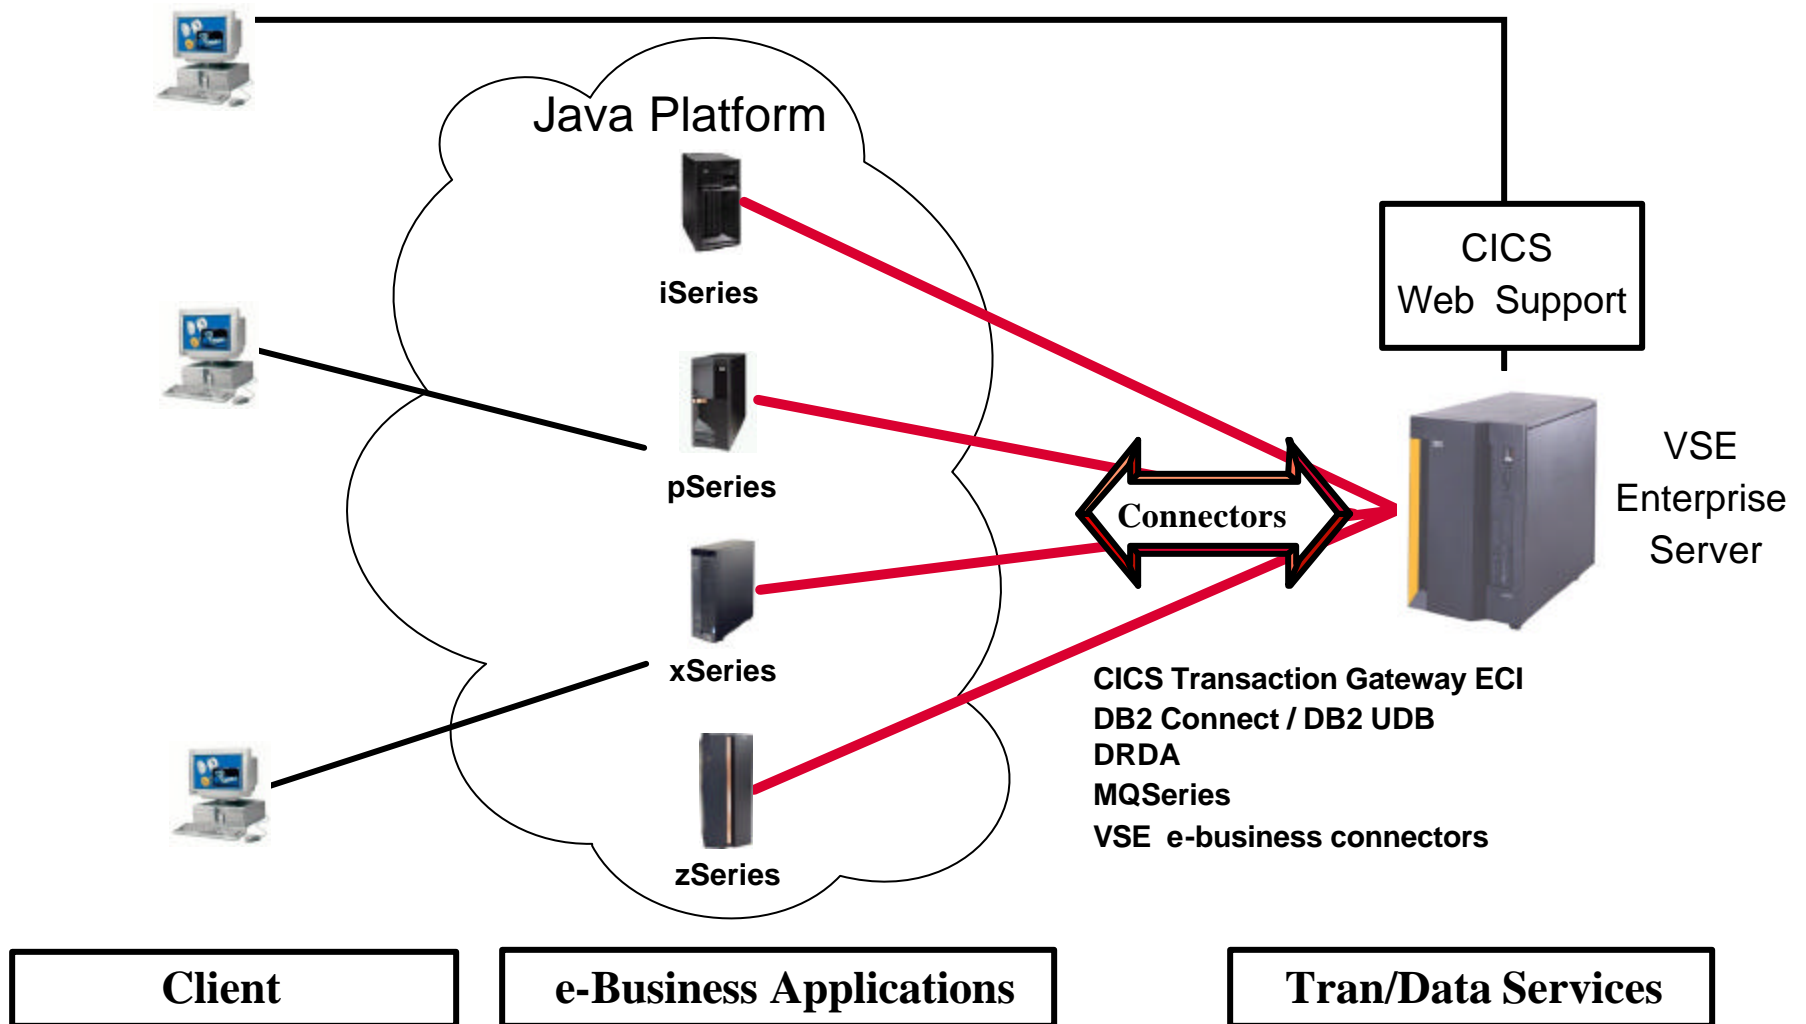 Java Platform
iSeries
pSeries
xSeries
zSeries
CICS
Web Support
VSE
Enterprise
Server
Connectors
CICS Transaction Gateway ECI
DB2 Connect / DB2 UDB
DRDA
MQSeries
VSE e-business connectors
Client
e-Business Applications
Tran/Data Services